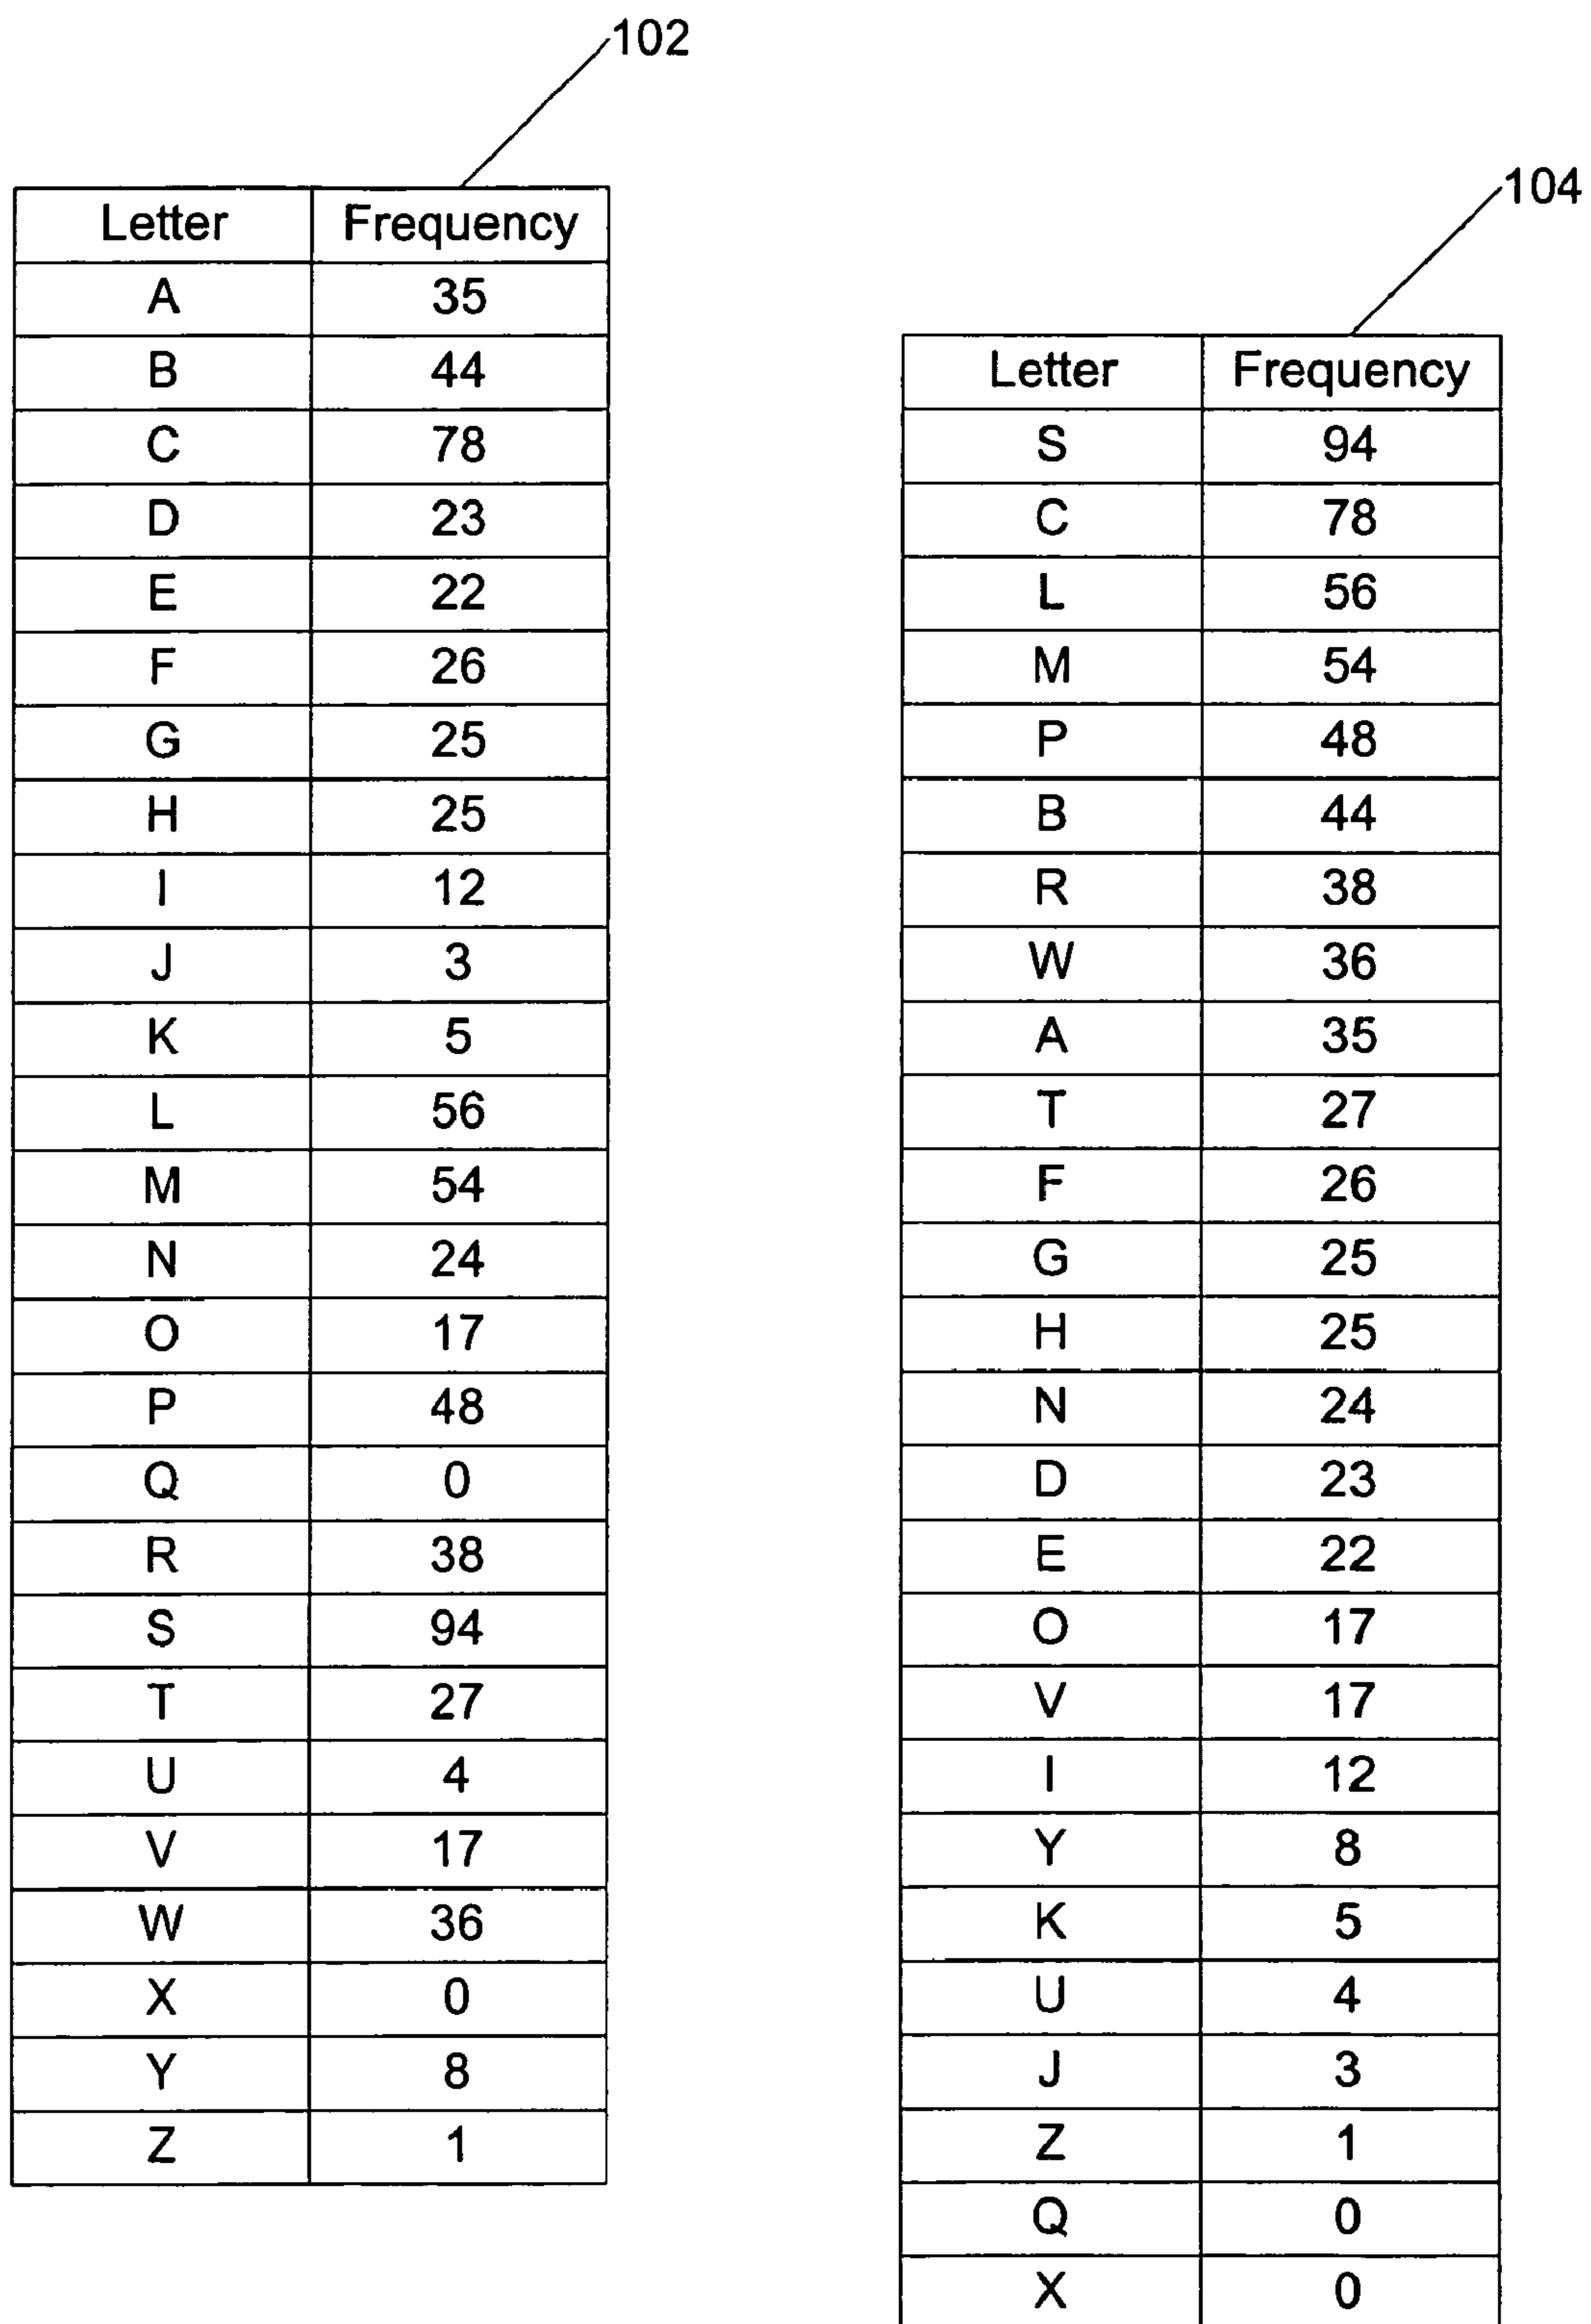 102
Letter Frequency
A 35
B 44
C 78
D 23
E 22
F 26
G 25
H 25
I 12
J 3
K 5
L 56
M 54
N 24
O 17
P 48
Q 0
R 38
S 94
T 27
U 4
V 17
W 36
X 0
Y 8
Z 1
104
Letter Frequency
S 94
C 78
L 56
M 54
P 48
B 44
R 38
W 36
A 35
T 27
F 26
G 25
H 25
N 24
D 23
E 22
O 17
V 17
I 12
Y 8
K 5
U 4
J 3
Z 1
Q 0
X 0